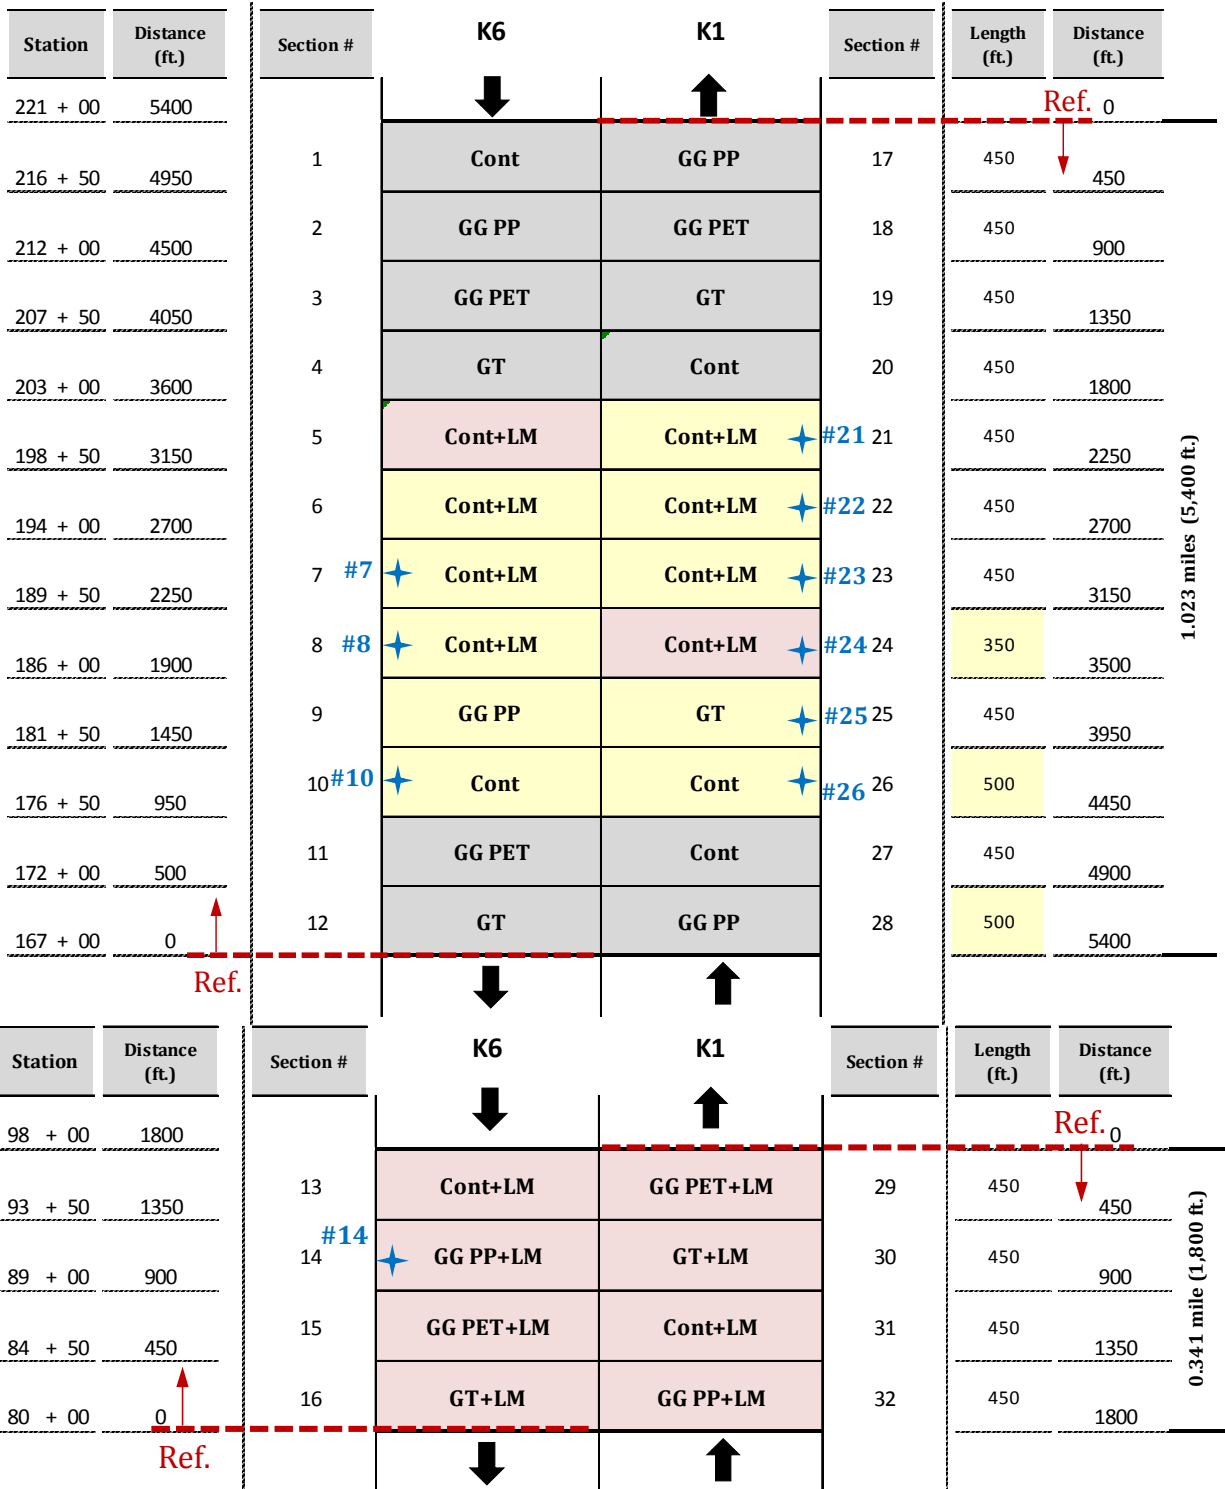 Station Distance (ft.) Section # K6 K1 Section # Length (ft.) Distance (ft.)
221 + 00 5400 Ref. 0
1 Cont GG PP 17 450
216 + 50 4950 450
2 GG PP GG PET 18 450
212 + 00 4500 900
3 GG PET GT 19 450
207 + 50 4050 1350
4 GT Cont 20 450
203 + 00 3600 1800
5 Cont+LM Cont+LM #21 21 450
198 + 50 3150 2250
6 Cont+LM Cont+LM #22 22 450
194 + 00 2700 2700
7 #7 Cont+LM Cont+LM #23 23 450
189 + 50 2250 3150
8 #8 Cont+LM Cont+LM #24 24 350
186 + 00 1900 3500
9 GG PP GT #25 25 450
181 + 50 1450 3950
10 #10 Cont Cont #26 26 500
176 + 50 950 4450
11 GG PET Cont 27 450
172 + 00 500 4900
12 GT GG PP 28 500
167 + 00 0 5400
Ref.
1.023 miles (5,400 ft.)
Station Distance (ft.) Section # K6 K1 Section # Length (ft.) Distance (ft.)
98 + 00 1800 Ref. 0
13 Cont+LM GG PET+LM 29 450
93 + 50 1350 450
14 #14 GG PP+LM GT+LM 30 450
89 + 00 900 900
15 GG PET+LM Cont+LM 31 450
84 + 50 450 1350
16 GT+LM GG PP+LM 32 450
80 + 00 0 1800
Ref.
0.341 mile (1,800 ft.)